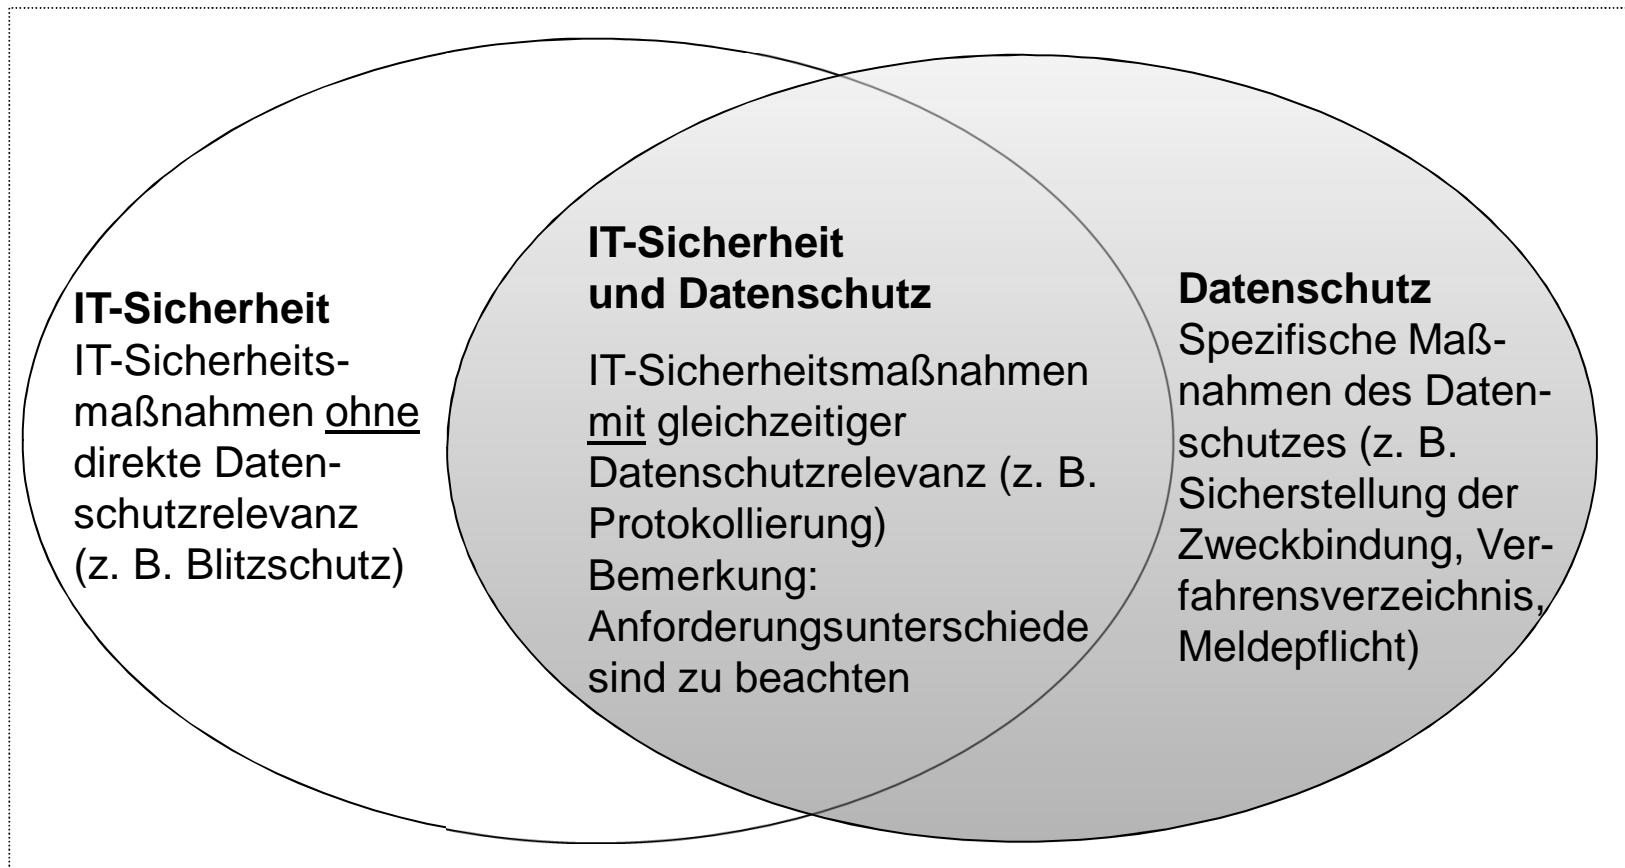 IT-Sicherheit
IT-Sicherheits-
maßnahmen ohne
direkte Daten-
schutzrelevanz
(z. B. Blitzschutz)
IT-Sicherheit
und Datenschutz
IT-Sicherheitsmaßnahmen
mit gleichzeitiger
Datenschutzrelevanz (z. B.
Protokollierung)
Bemerkung:
Anforderungsunterschiede
sind zu beachten
Datenschutz
Spezifische Maß-
nahmen des Daten-
schutzes (z. B.
Sicherstellung der
Zweckbindung, Ver-
fahrensverzeichnis,
Meldepflicht)